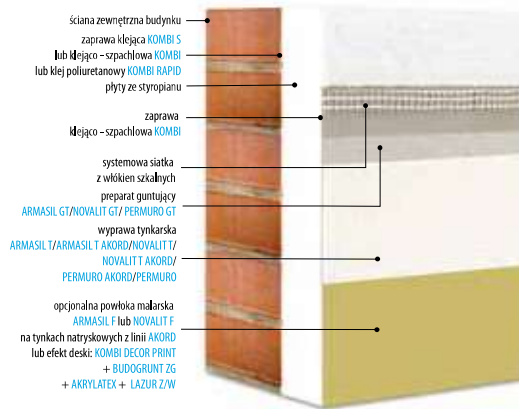 ściana zewnętrzna budynku
zaprawa klejąca KOMBI S
lub klejąco – szpachlowa KOMBI
lub klej poliuretanowy KOMBI RAPID
płyty ze styropianu
zaprawa
klejąco – szpachlowa KOMBI
systemowa siatka
z włókien szkalnych
preparat guntujący
ARMASIL GT/NOVALIT GT/ PERMURO GT
wyprawa tynkarska
ARMASIL T/ARMASIL T AKORD/NOVALIT T/
NOVALIT T AKORD/
PERMURO AKORD/PERMURO
opcjonalna powłoka malarska
ARMASIL F lub NOVALIT F
na tynkach natryskowych z linii AKORD
lub efekt deski: KOMBI DECOR PRINT
+ BUDOGRUNT ZG
+ AKRYLATEX + LAZUR Z/W